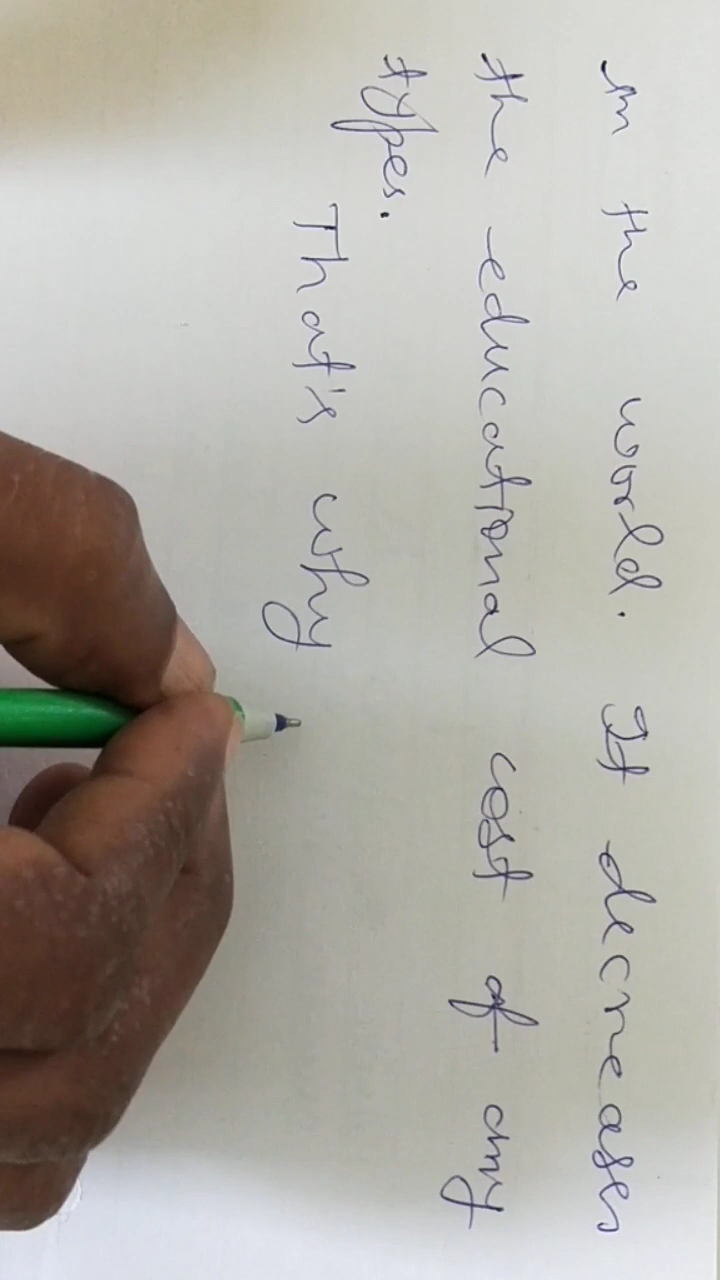 in the world. It decreases
the educational cost of any
types.
That's why